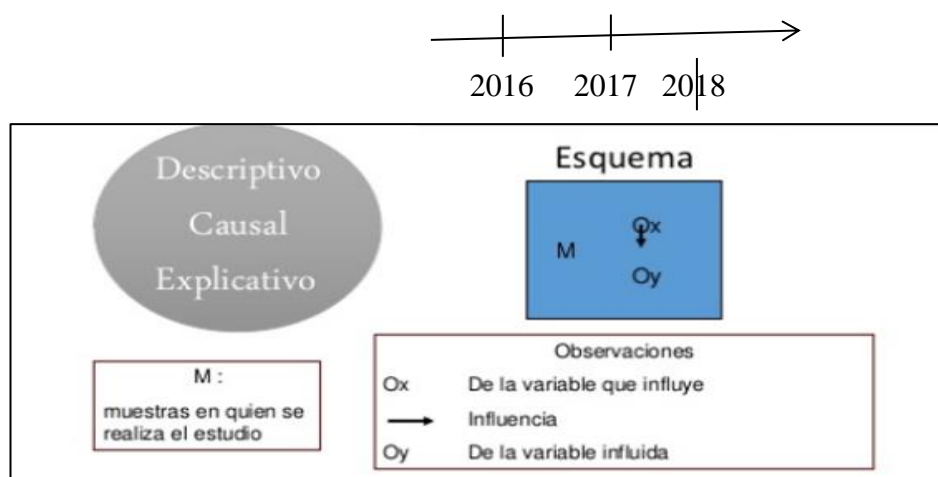 2016 2017 2018
Descriptivo
Causal
Explicativo
Esquema
M
Ox
Oy
M :
muestras en quien se
realiza el estudio
Observaciones
Ox De la variable que influye
Influencia
Oy De la variable influida